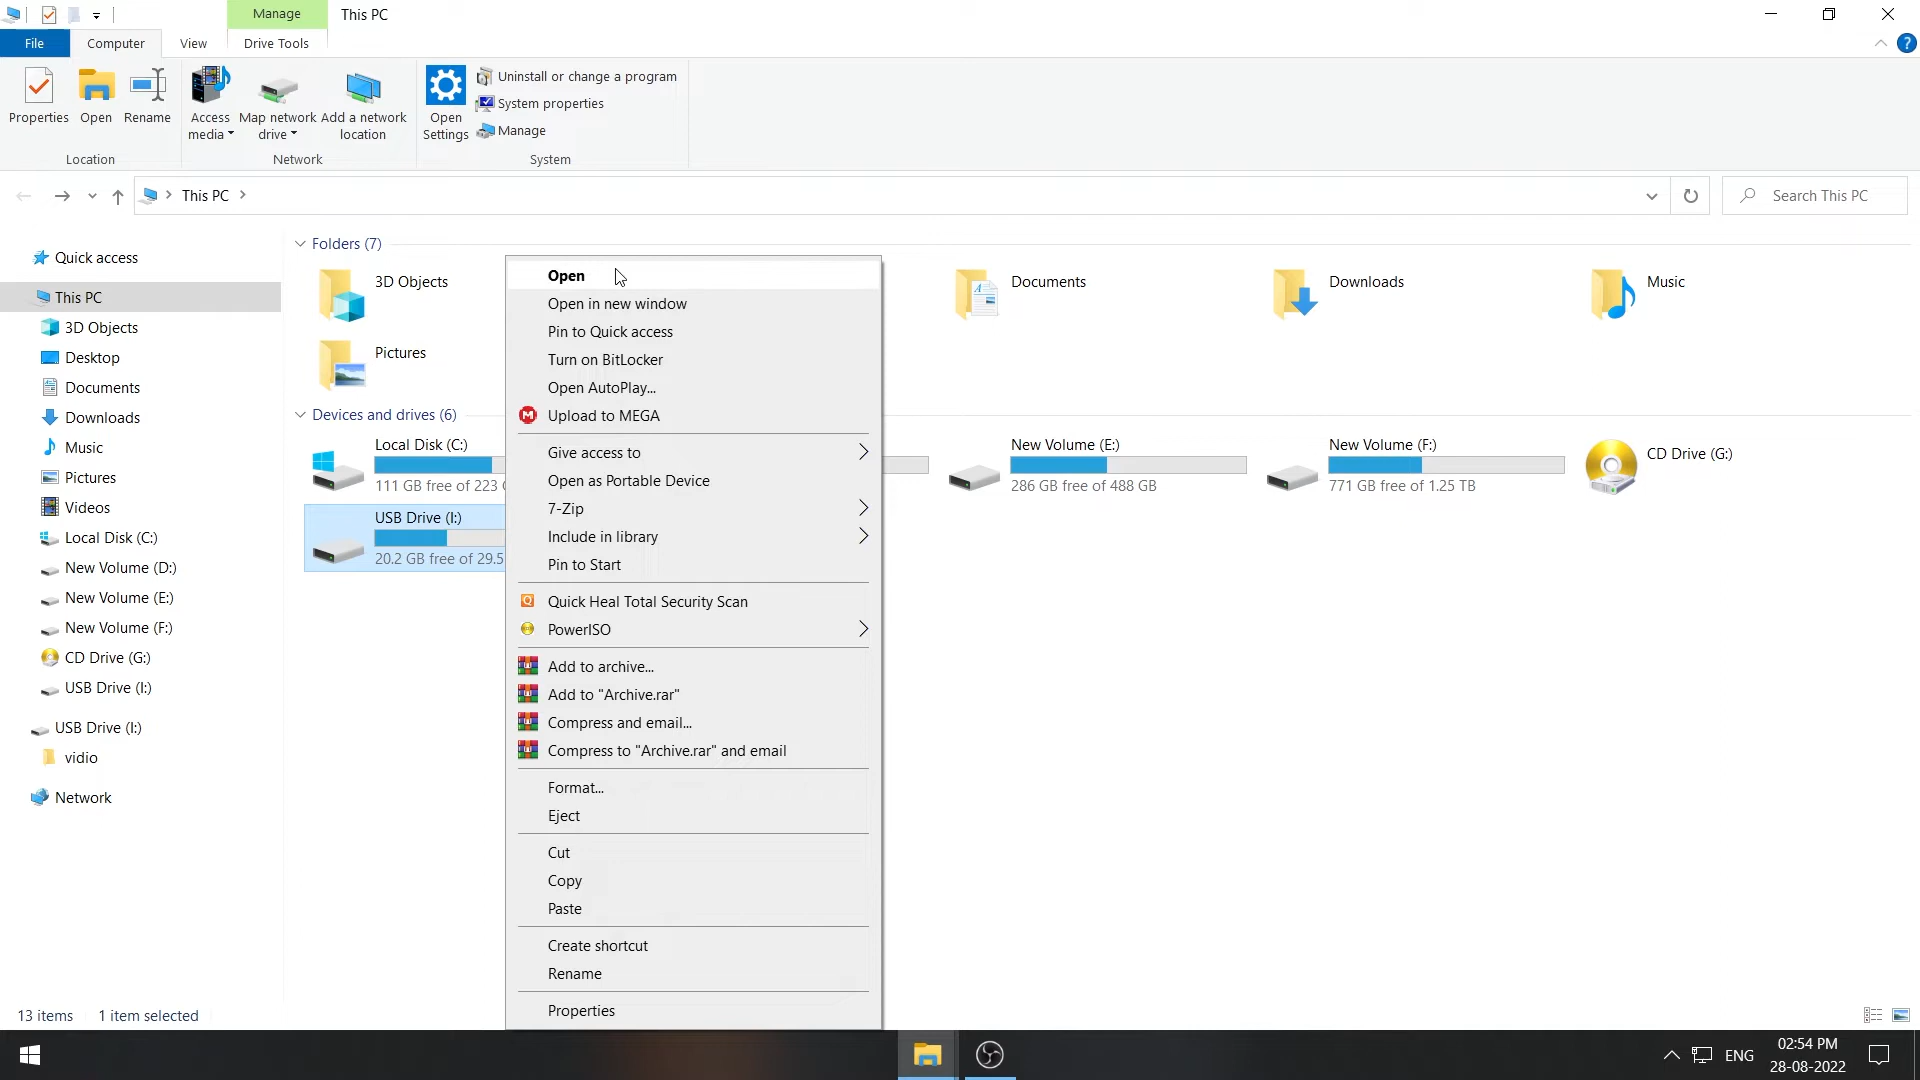 Manage
This PC
File
Computer
View
Drive Tools
Properties
Open
Rename
Access media
Map network drive
Add a network location
Open Settings
Uninstall or change a program
System properties
Manage
Location
Network
System
This PC
Search This PC
Quick access
This PC
3D Objects
Desktop
Documents
Downloads
Music
Pictures
Videos
Local Disk (C:)
New Volume (D:)
New Volume (E:)
New Volume (F:)
CD Drive (G:)
USB Drive (I:)
USB Drive (I:)
vidio
Network
Folders (7)
3D Objects
Documents
Downloads
Music
Pictures
Devices and drives (6)
Local Disk (C:)
111 GB free of 223
New Volume (E:)
286 GB free of 488 GB
New Volume (F:)
771 GB free of 1.25 TB
CD Drive (G:)
USB Drive (I:)
20.2 GB free of 29.5
Open
Open in new window
Pin to Quick access
Turn on BitLocker
Open AutoPlay...
Upload to MEGA
Give access to
Open as Portable Device
7-Zip
Include in library
Pin to Start
Quick Heal Total Security Scan
PowerISO
Add to archive...
Add to "Archive.rar"
Compress and email...
Compress to "Archive.rar" and email
Format...
Eject
Cut
Copy
Paste
Create shortcut
Rename
Properties
13 items
1 item selected
ENG
02:54 PM
28-08-2022